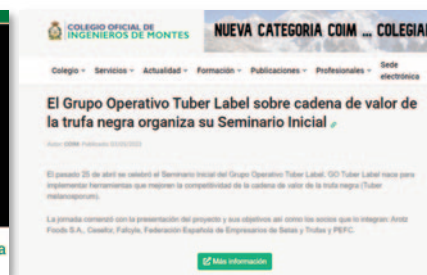 COLEGIO OFICIAL DE
INGENIEROS DE MONTES
NUEVA CATEGORIA COIM ... COLEGIAD
Colegio
Servicios
Actualidad
Formación
Publicaciones
Profesionales
Sede
electrónica
El Grupo Operativo Tuber Label sobre cadena de valor de
la trufa negra organiza su Seminario Inicial
Autor: COIM Publicado:
El pasado 25 de abril se celebró el Seminario Inicial del Grupo Operativo Tuber Label. GO Tuber Label nace para
implementar herramientas que mejoren la competitividad de la cadena de valor de la trufa negra (Tuber
melanosporum).
La jornada comenzó con la presentación del proyecto y sus objetivos así como los socios que lo integran: Arotz
Foods S.A., Cesefor, Fafcyle, Federación Española de Empresarios de Setas y Trufas y PEFC.
Más información
a